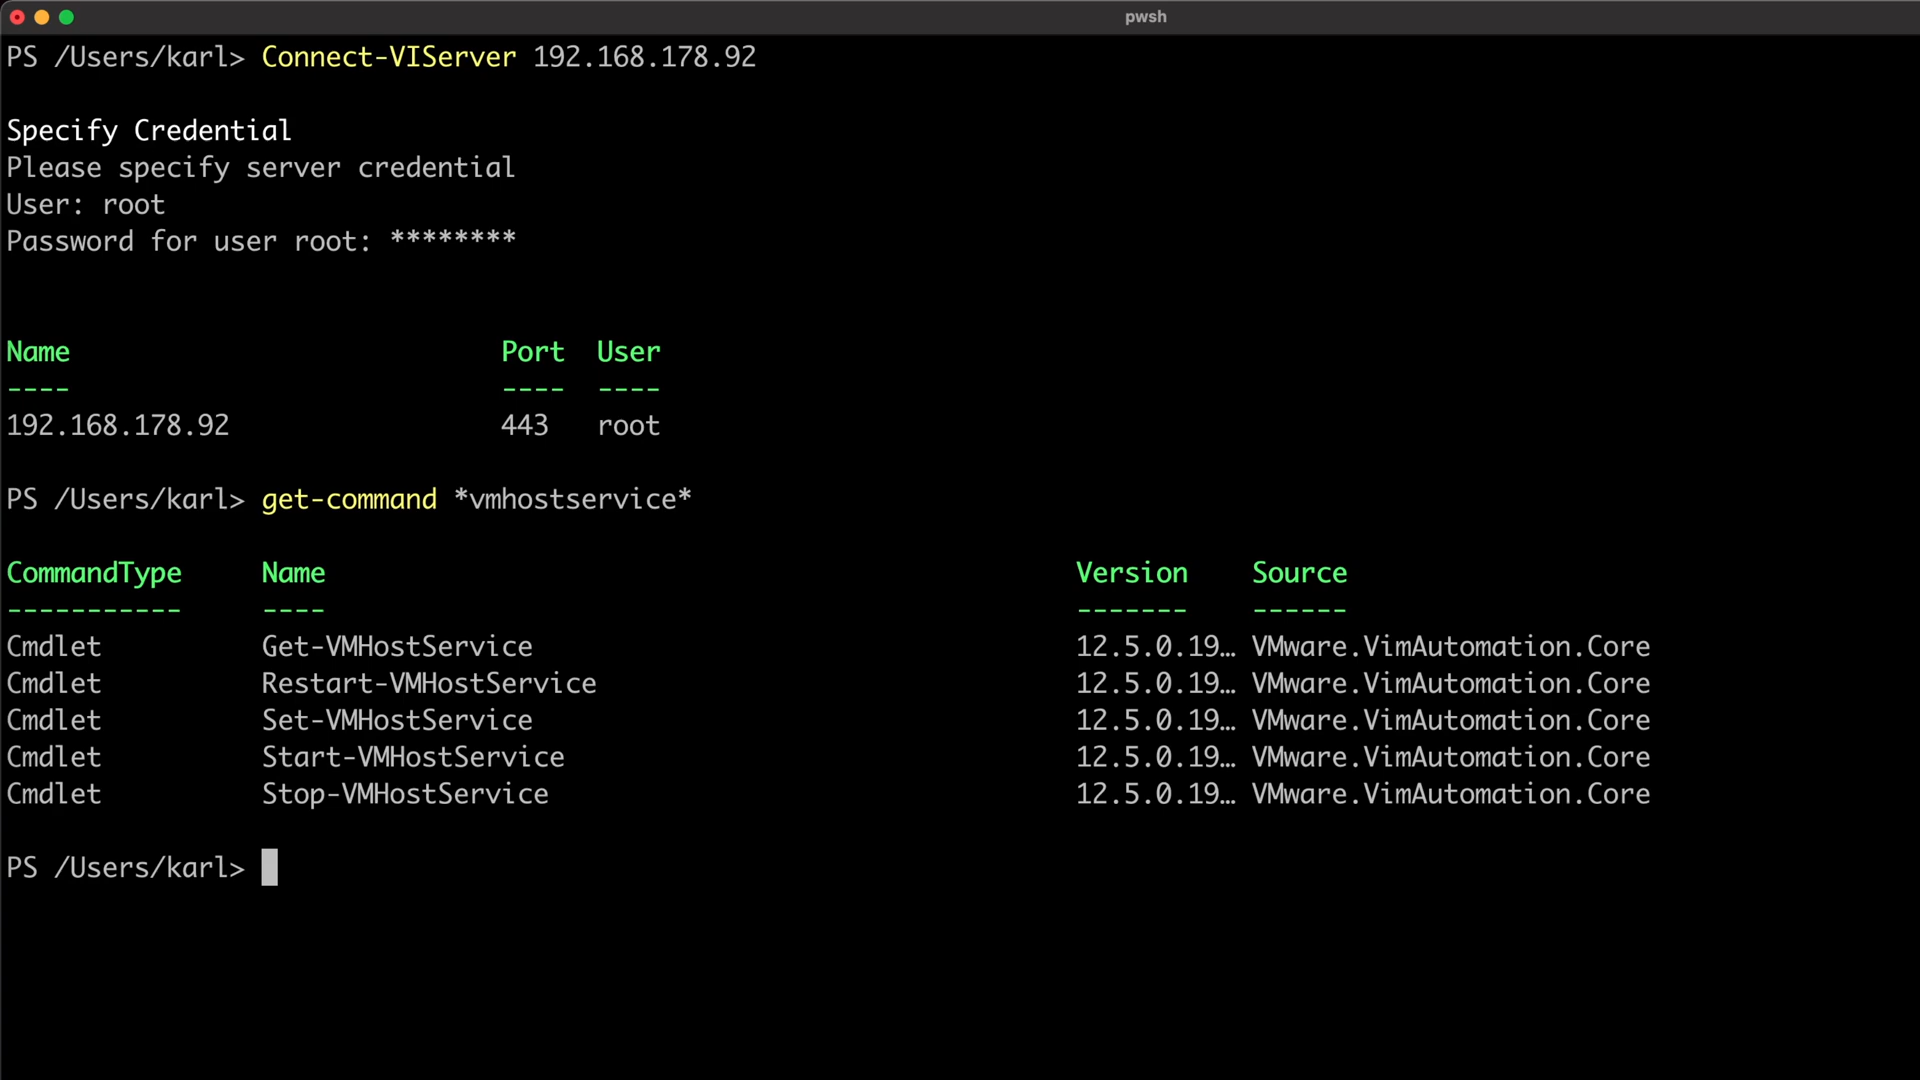 pwsh
PS /Users/karl> Connect-VIServer 192.168.178.92
Specify Credential
Please specify server credential
User: root
Password for user root: ********
Name Port User
---- ---- ----
192.168.178.92 443 root
PS /Users/karl> get-command *vmhostservice*
CommandType Name Version Source
----------- ---- ------- ------
Cmdlet Get-VMHostService 12.5.0.19… VMware.VimAutomation.Core
Cmdlet Restart-VMHostService 12.5.0.19… VMware.VimAutomation.Core
Cmdlet Set-VMHostService 12.5.0.19… VMware.VimAutomation.Core
Cmdlet Start-VMHostService 12.5.0.19… VMware.VimAutomation.Core
Cmdlet Stop-VMHostService 12.5.0.19… VMware.VimAutomation.Core
PS /Users/karl>